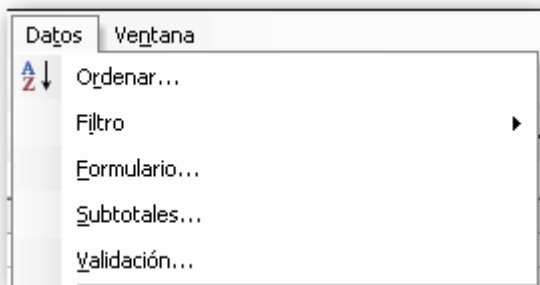 Datos Ventana
Ordenar...
Filtro
Formulario...
Subtotales...
Validación...